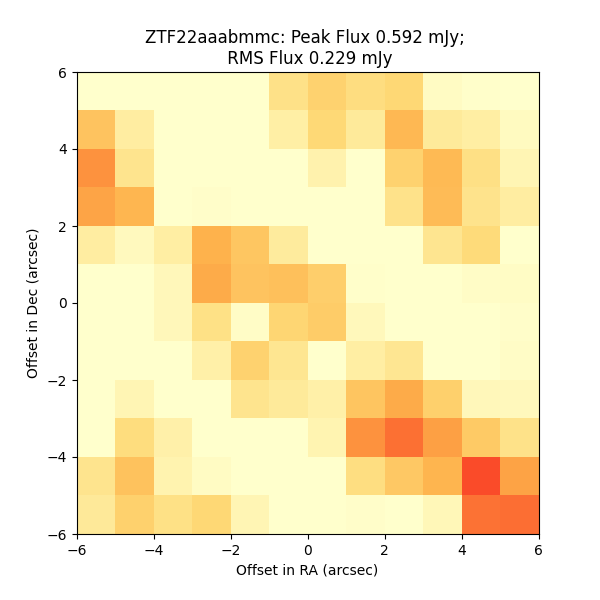 ZTF22aaabmmc: Peak Flux 0.592 mJy;
RMS Flux 0.229 mJy
6
4
2
0
−2
−4
−6
Offset in Dec (arcsec)
−6 −4 −2 0 2 4 6
Offset in RA (arcsec)